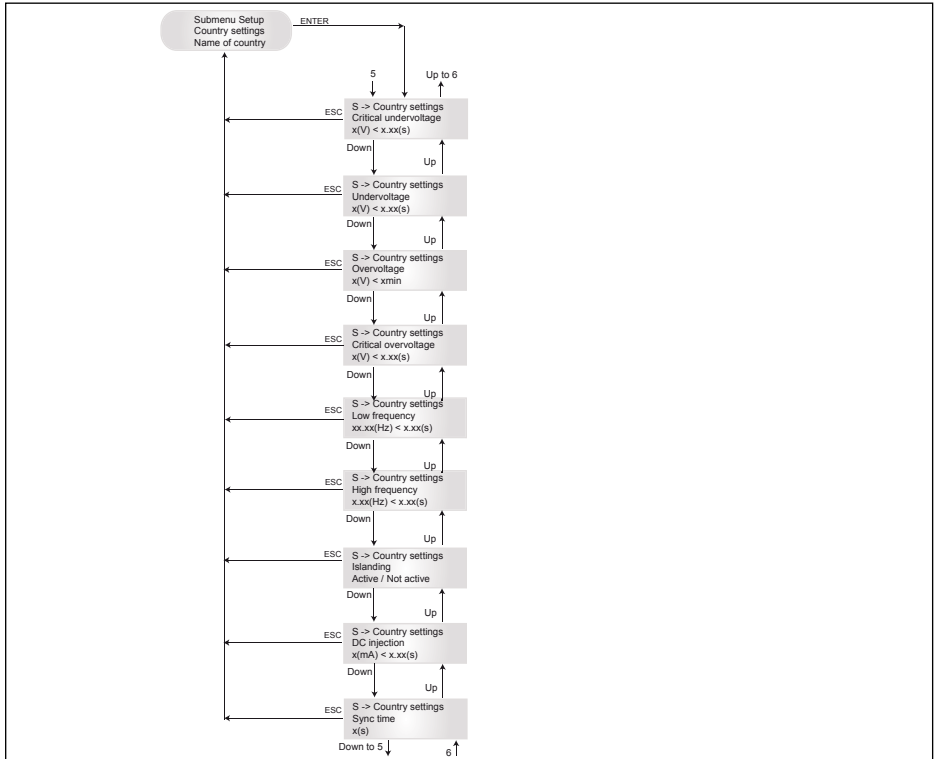 Submenu Setup
Country settings
Name of country
ENTER
5
Up to 6
ESC
S -> Country settings
Critical undervoltage
x(V) < x.xx(s)
Down
Up
ESC
S -> Country settings
Undervoltage
x(V) < x.xx(s)
Down
Up
ESC
S -> Country settings
Overvoltage
x(V) < xmin
Down
Up
ESC
S -> Country settings
Critical overvoltage
x(V) < x.xx(s)
Down
Up
ESC
S -> Country settings
Low frequency
xx.xx(Hz) < x.xx(s)
Down
Up
ESC
S -> Country settings
High frequency
x.xx(Hz) < x.xx(s)
Down
Up
ESC
S -> Country settings
Islanding
Active / Not active
Down
Up
ESC
S -> Country settings
DC injection
x(mA) < x.xx(s)
Down
Up
ESC
S -> Country settings
Sync time
x(s)
Down to 5
6